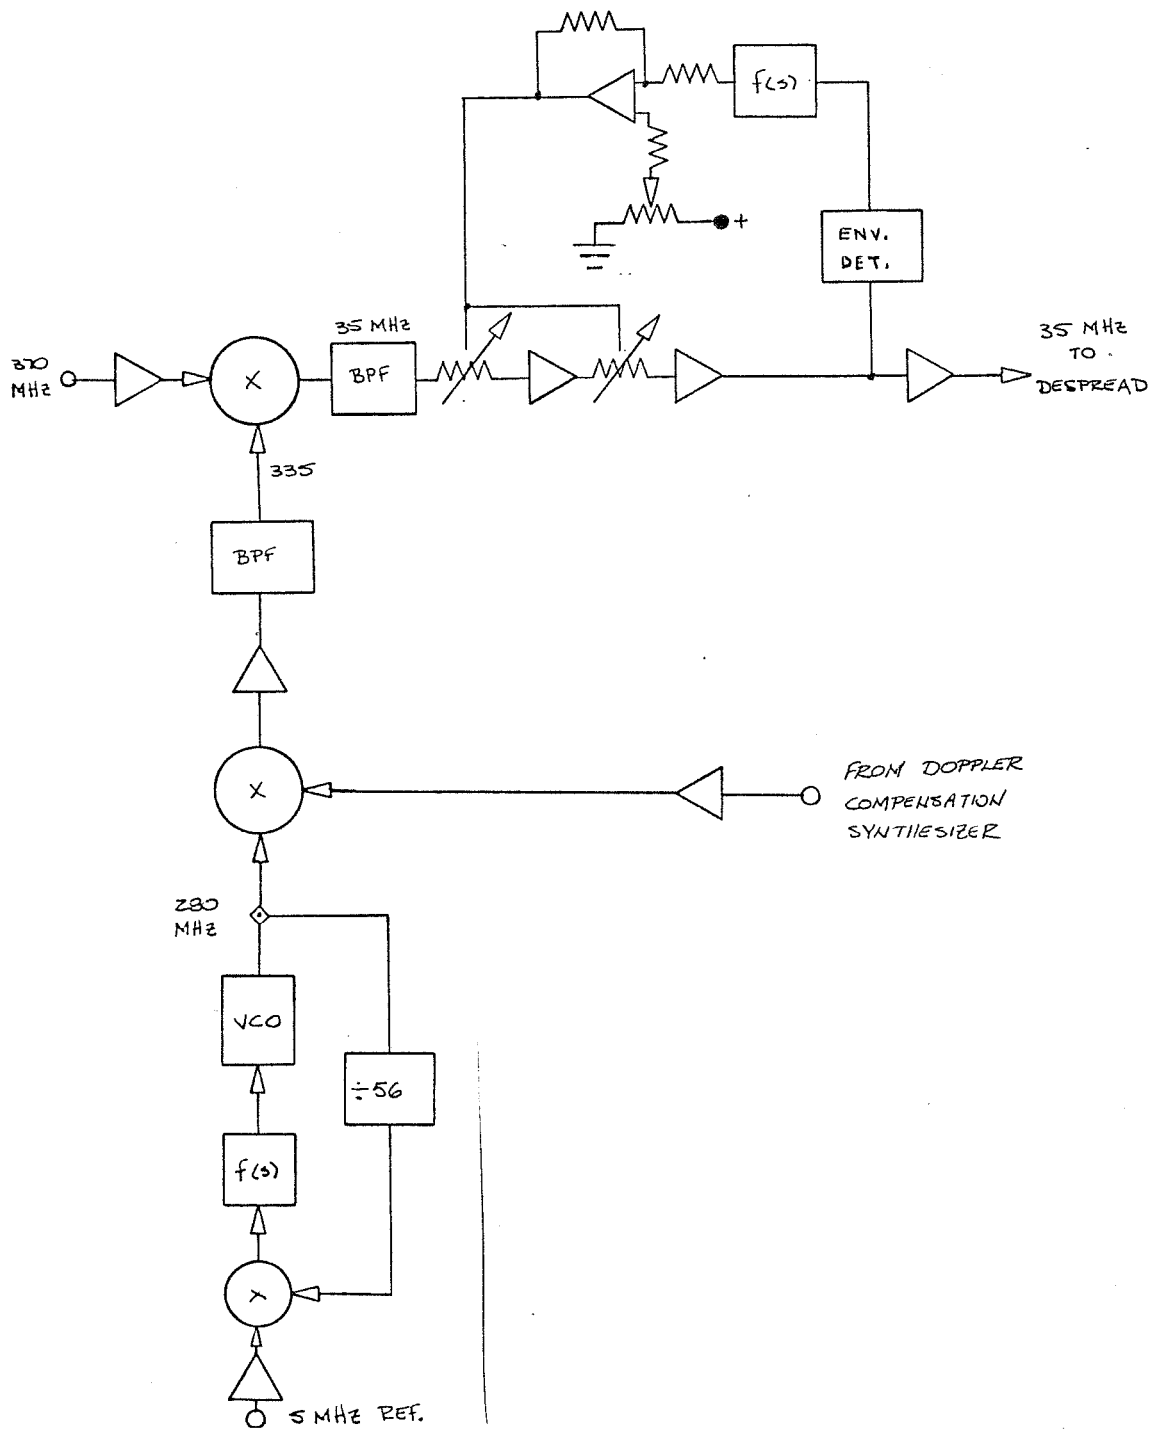 f(s)
+
ENV.
DET.
35 MHz
370
MHz
X
BPF
35 MHz
TO
DESPREAD
335
BPF
X
FROM DOPPLER
COMPENSATION
SYNTHESIZER
280
MHz
VCO
÷56
f(s)
X
5 MHz REF.